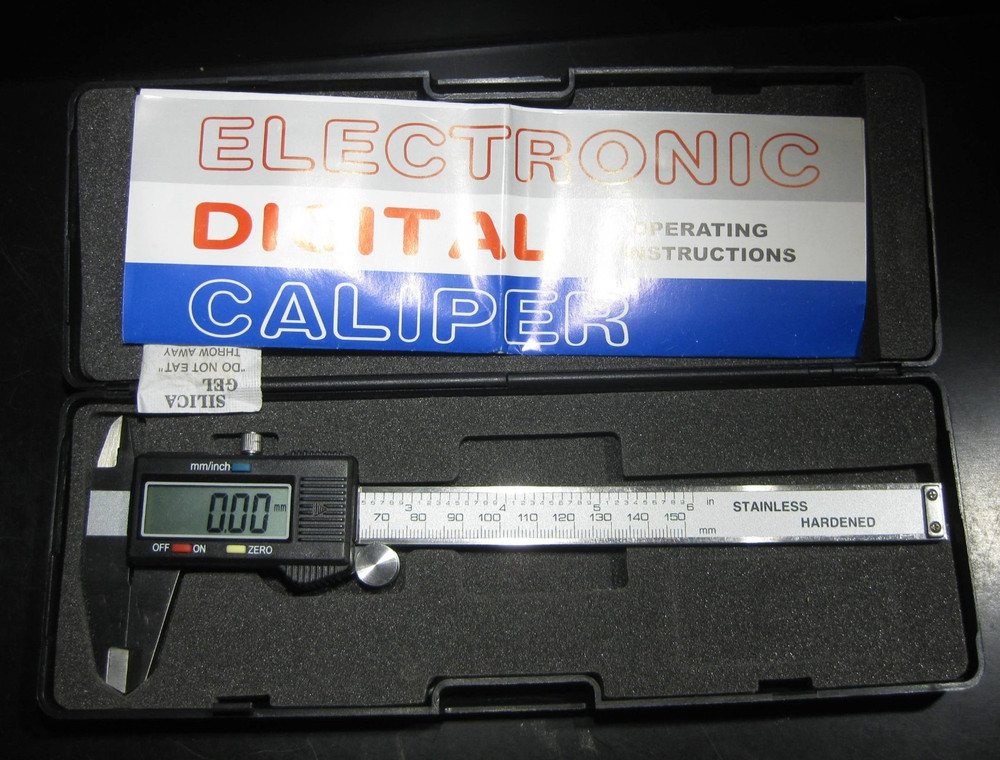 ELECTRONIC
DIGITAL
OPERATING
INSTRUCTIONS
CALIPER
SILICA
GEL
"DO NOT EAT"
THROW AWAY
mm/inch
0.00 mm
OFF ON ZERO
3 4 5 6 in
70 80 90 100 110 120 130 140 150 mm
STAINLESS
HARDENED